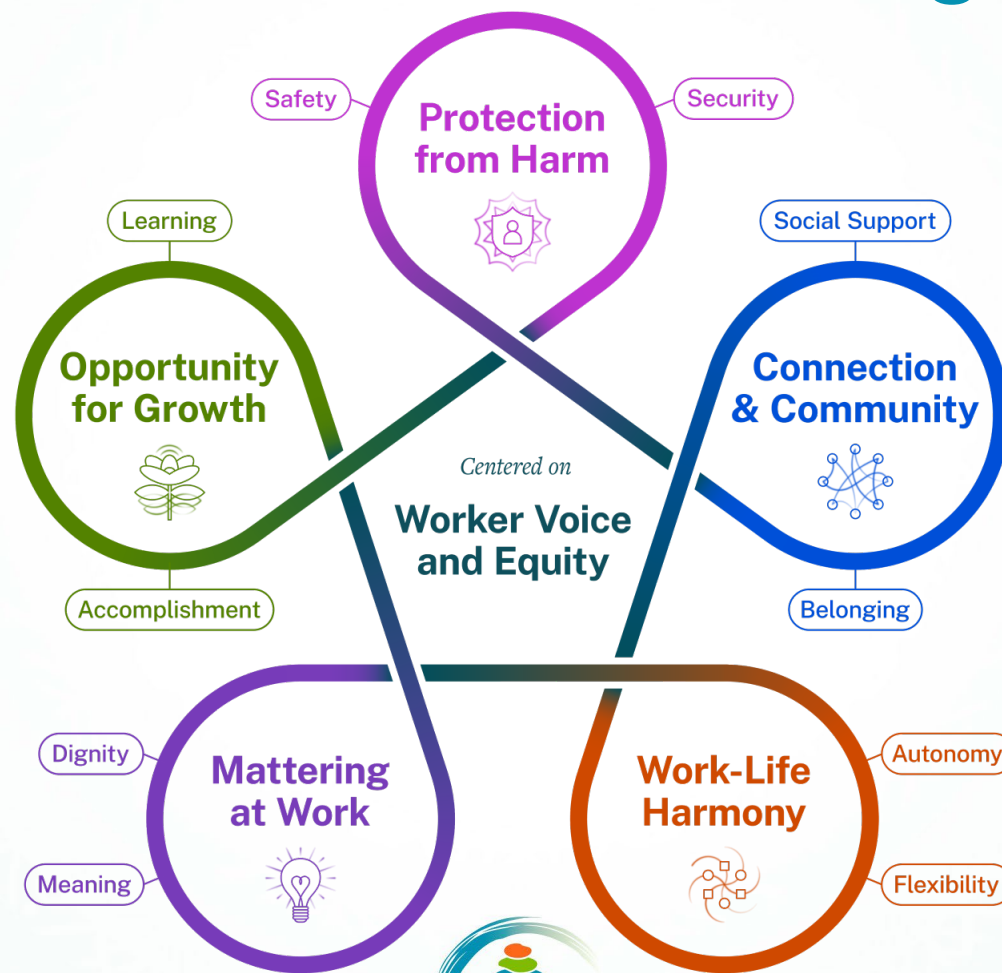 Safety
Security
Protection
from Harm
Learning
Social Support
Opportunity
for Growth
Connection
& Community
Centered on
Worker Voice
and Equity
Accomplishment
Belonging
Dignity
Mattering
at Work
Meaning
Work-Life
Harmony
Autonomy
Flexibility